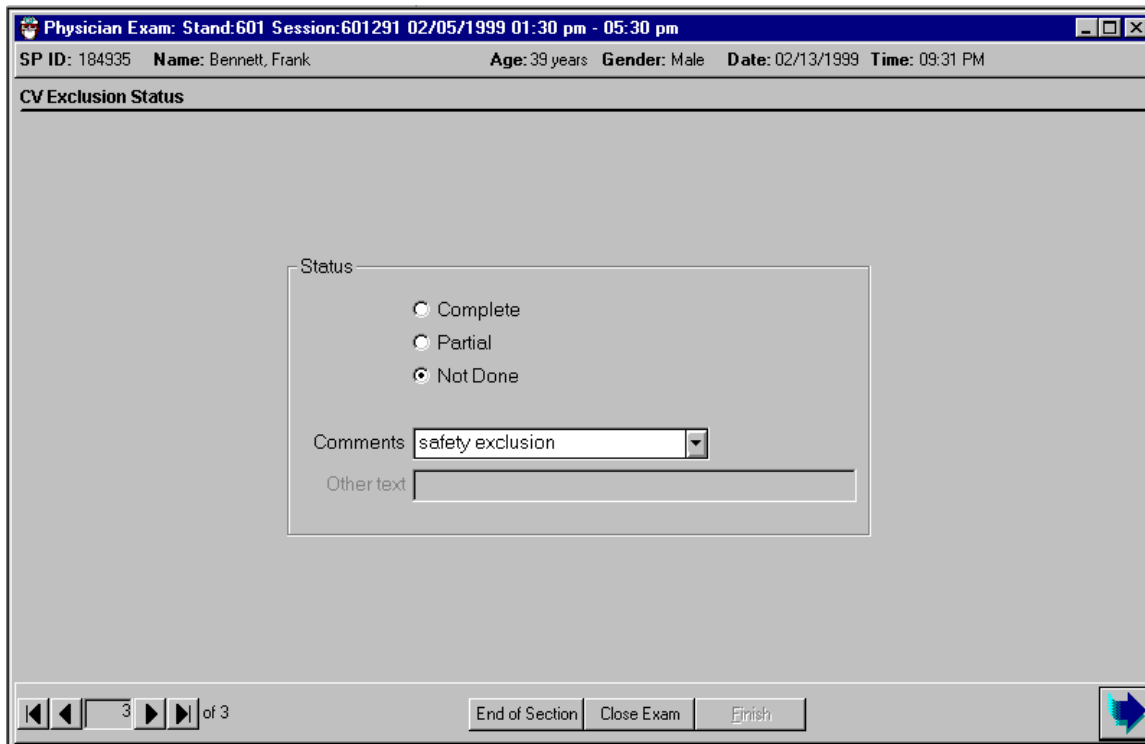 Physician Exam: Stand:601 Session:601291 02/05/1999 01:30 pm - 05:30 pm
SP ID: 184935 Name: Bennett, Frank Age: 39 years Gender: Male Date: 02/13/1999 Time: 09:31 PM
CV Exclusion Status
Status
Complete
Partial
Not Done
Comments safety exclusion
Other text
3 of 3 End of Section Close Exam Finish